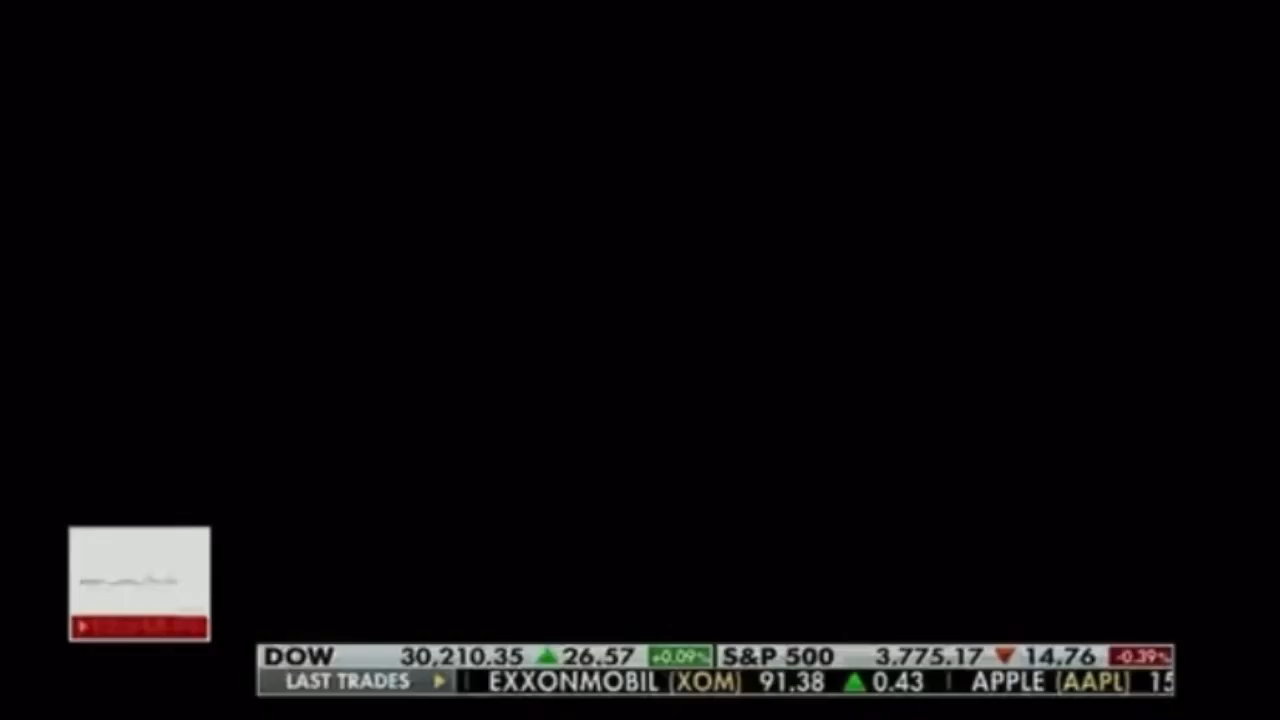 DOW 30,210.35 ▲ 26.57 +0.09% S&P 500 3,775.17 ▼ 14.76 -0.39%
LAST TRADES EXXONMOBIL (XOM) 91.38 ▲ 0.43 APPLE (AAPL) 15